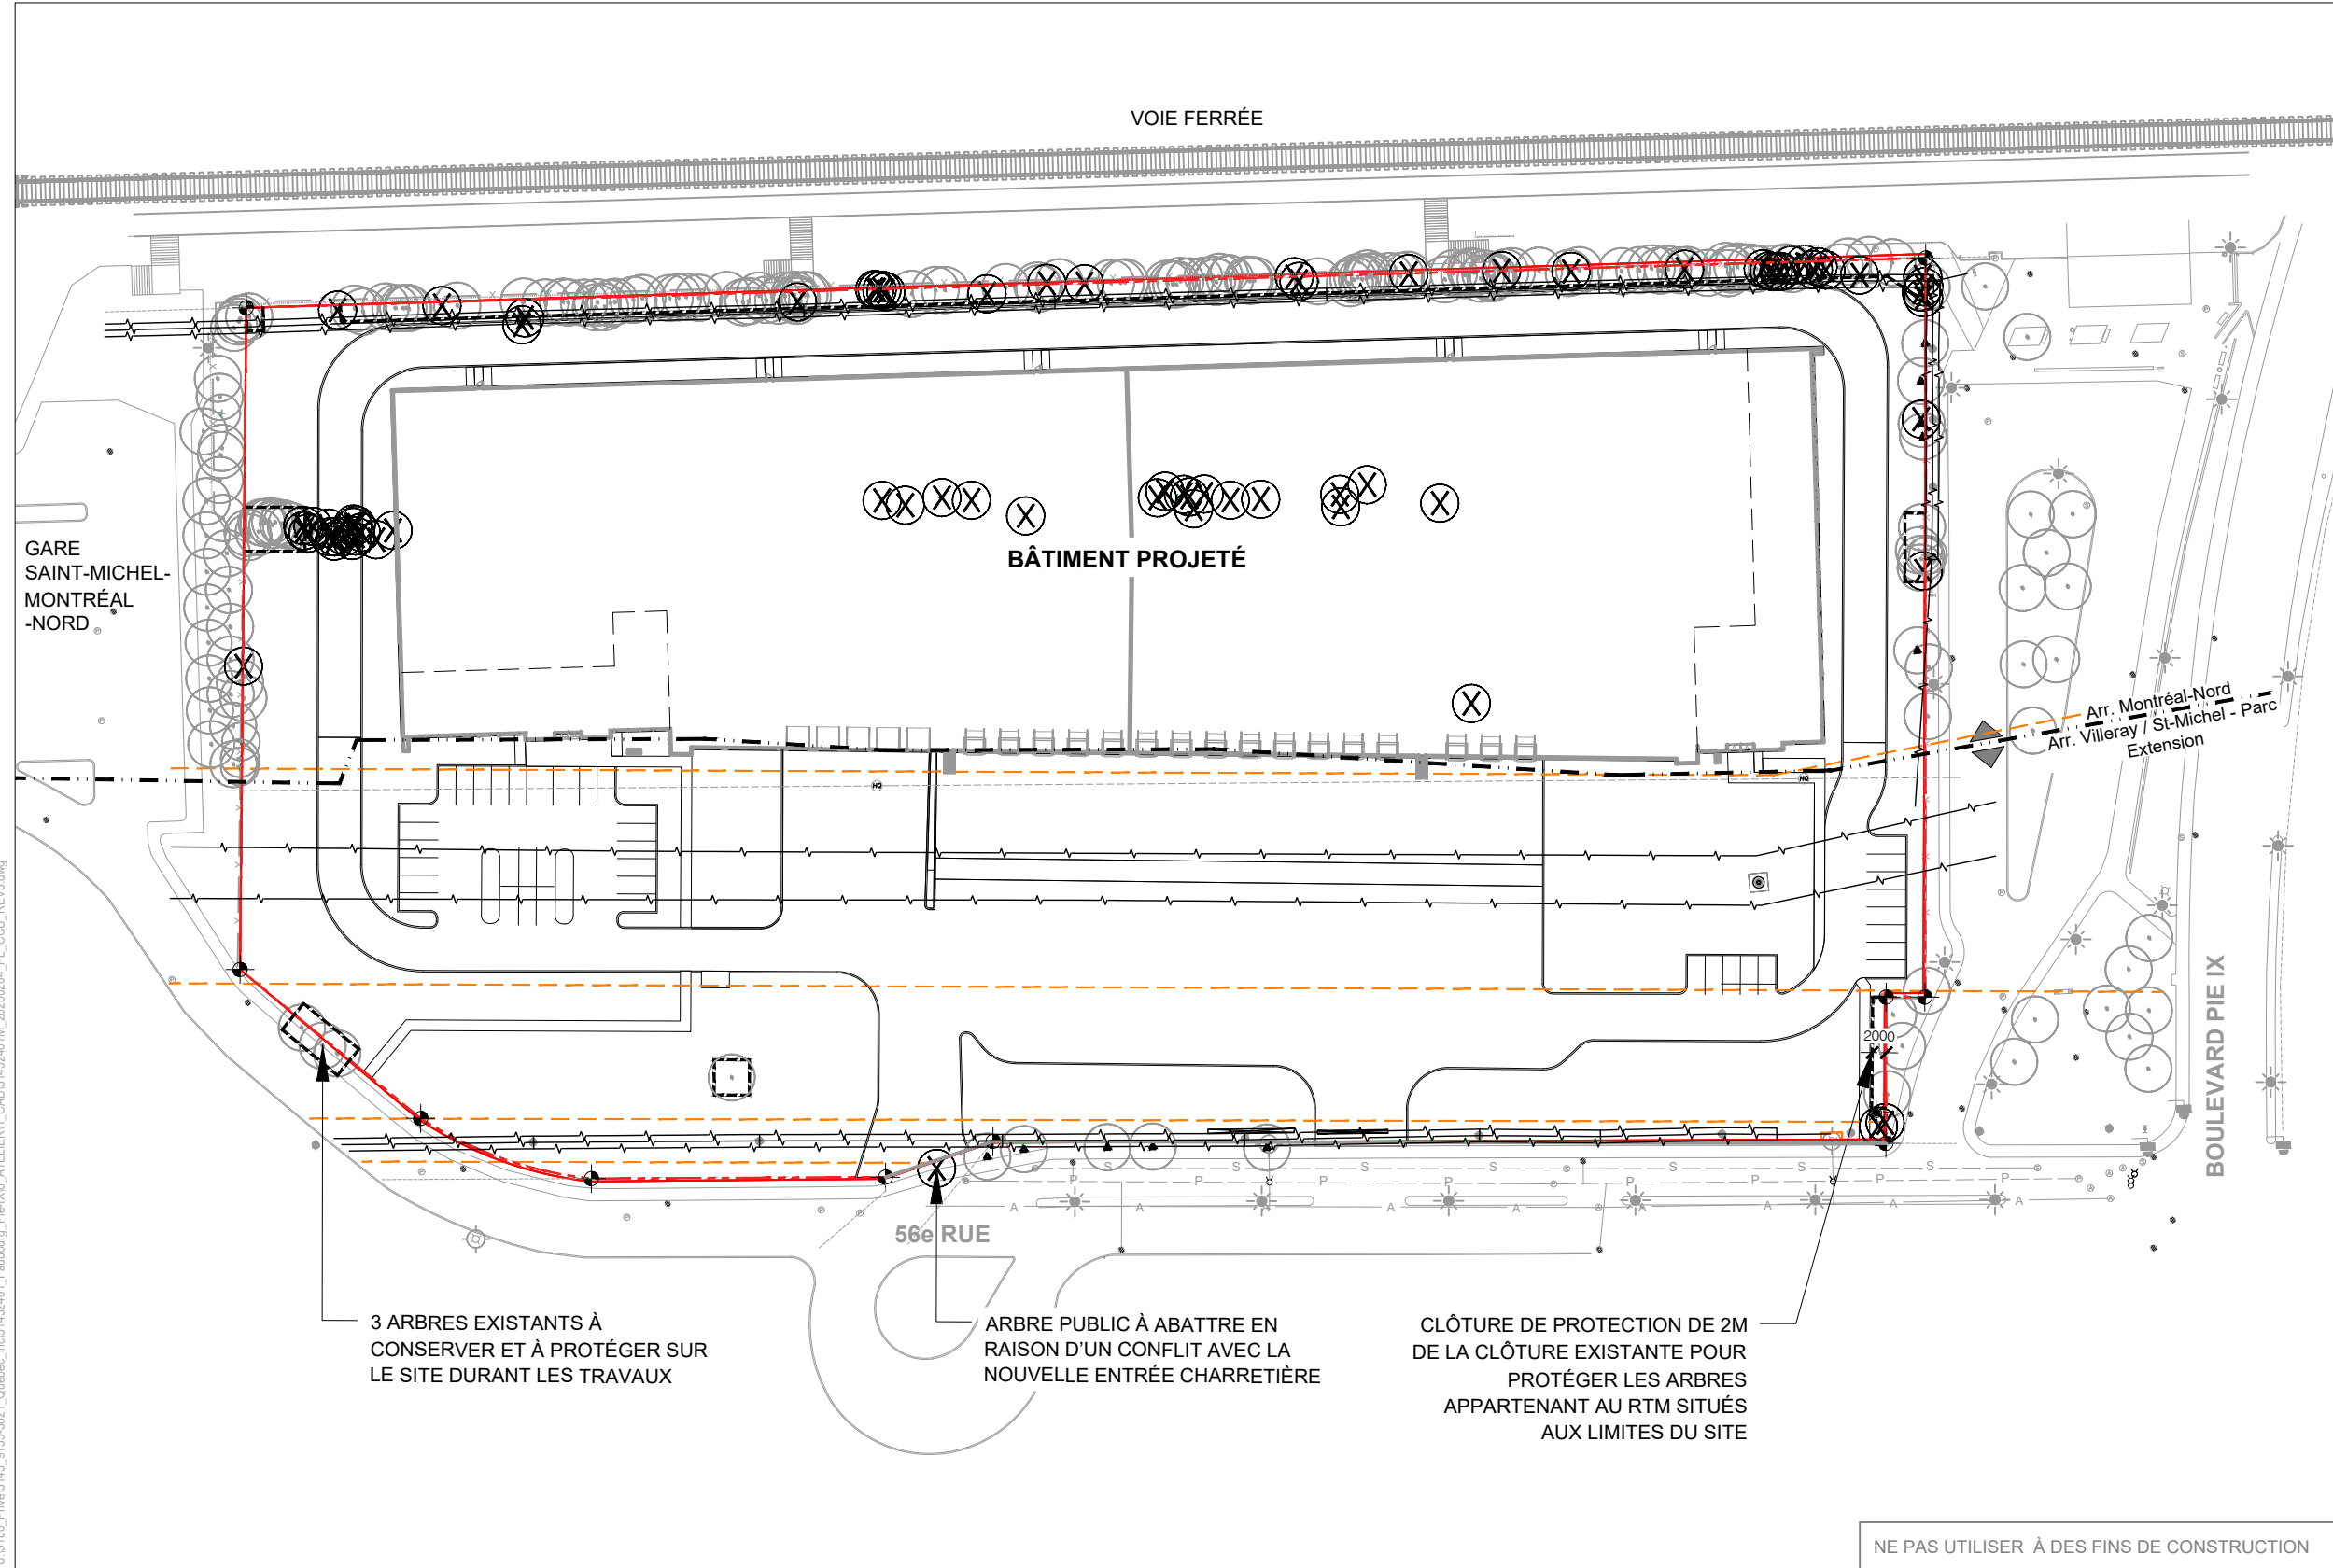 VOIE FERRÉE
GARE
SAINT-MICHEL-
MONTRÉAL
-NORD
BÂTIMENT PROJETÉ
Arr. Montréal-Nord
Arr. Villeray / St-Michel - Parc
Extension
HQ
HQ
2000
BOULEVARD PIE IX
S S S S S S S
P P P P P P P P
A A A A A A A A
56e RUE
3 ARBRES EXISTANTS À
CONSERVER ET À PROTÉGER SUR
LE SITE DURANT LES TRAVAUX
ARBRE PUBLIC À ABATTRE EN
RAISON D'UN CONFLIT AVEC LA
NOUVELLE ENTRÉE CHARRETIÈRE
CLÔTURE DE PROTECTION DE 2M
DE LA CLÔTURE EXISTANTE POUR
PROTÉGER LES ARBRES
APPARTENANT AU RTM SITUÉS
AUX LIMITES DU SITE
NE PAS UTILISER À DES FINS DE CONSTRUCTION